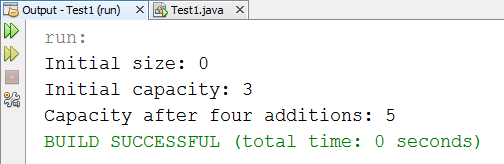 Output - Test1 (run)
Test1.java
run:
Initial size: 0
Initial capacity: 3
Capacity after four additions: 5
BUILD SUCCESSFUL (total time: 0 seconds)